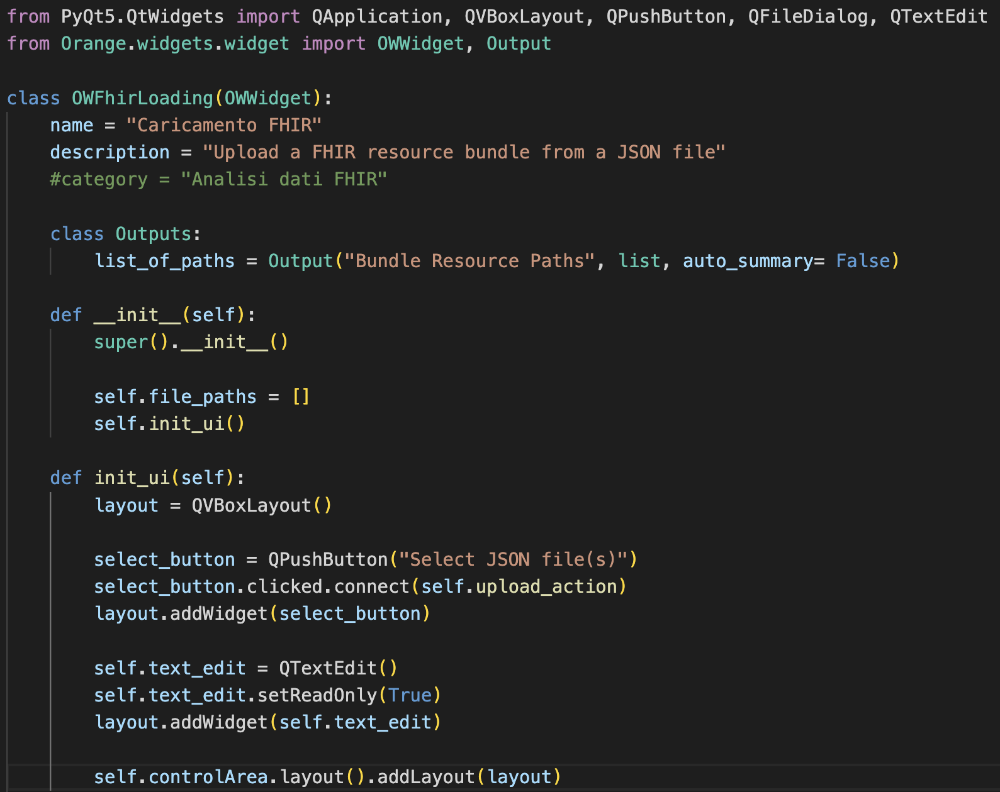 from PyQt5.QtWidgets import QApplication, QVBoxLayout, QPushButton, QFileDialog, QTextEdit
from Orange.widgets.widget import OWWidget, Output

class OWFhirLoading(OWWidget):
    name = "Caricamento FHIR"
    description = "Upload a FHIR resource bundle from a JSON file"
    #category = "Analisi dati FHIR"

    class Outputs:
        list_of_paths = Output("Bundle Resource Paths", list, auto_summary= False)

    def __init__(self):
        super().__init__()

        self.file_paths = []
        self.init_ui()

    def init_ui(self):
        layout = QVBoxLayout()

        select_button = QPushButton("Select JSON file(s)")
        select_button.clicked.connect(self.upload_action)
        layout.addWidget(select_button)

        self.text_edit = QTextEdit()
        self.text_edit.setReadOnly(True)
        layout.addWidget(self.text_edit)

        self.controlArea.layout().addLayout(layout)